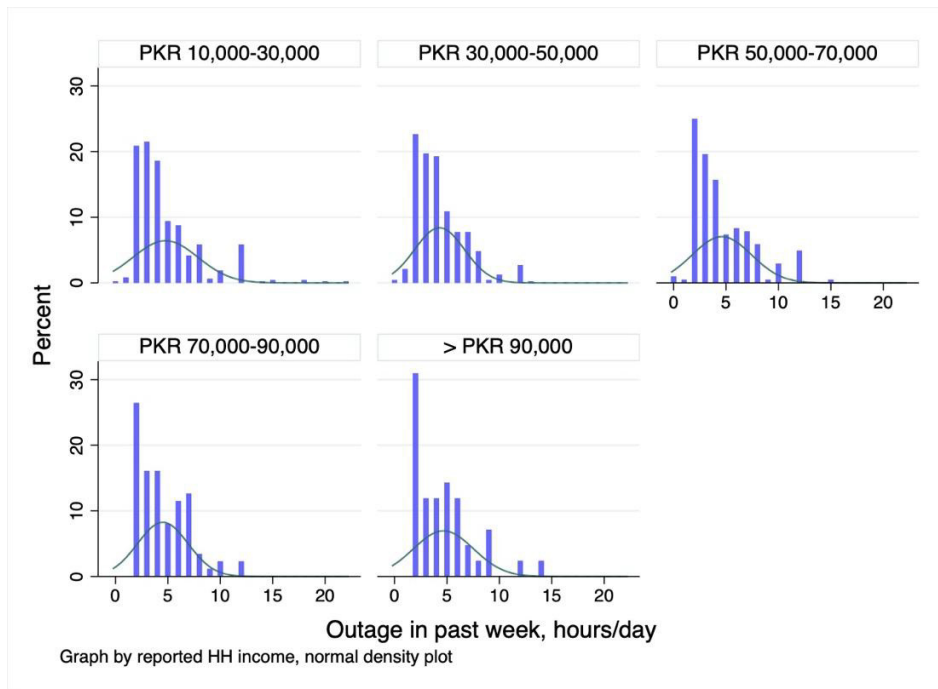 PKR 10,000-30,000
PKR 30,000-50,000
PKR 50,000-70,000
30
20
10
0
0 5 10 15 20
PKR 70,000-90,000
> PKR 90,000
30
20
10
0
0 5 10 15 20
0 5 10 15 20
Percent
Outage in past week, hours/day
Graph by reported HH income, normal density plot